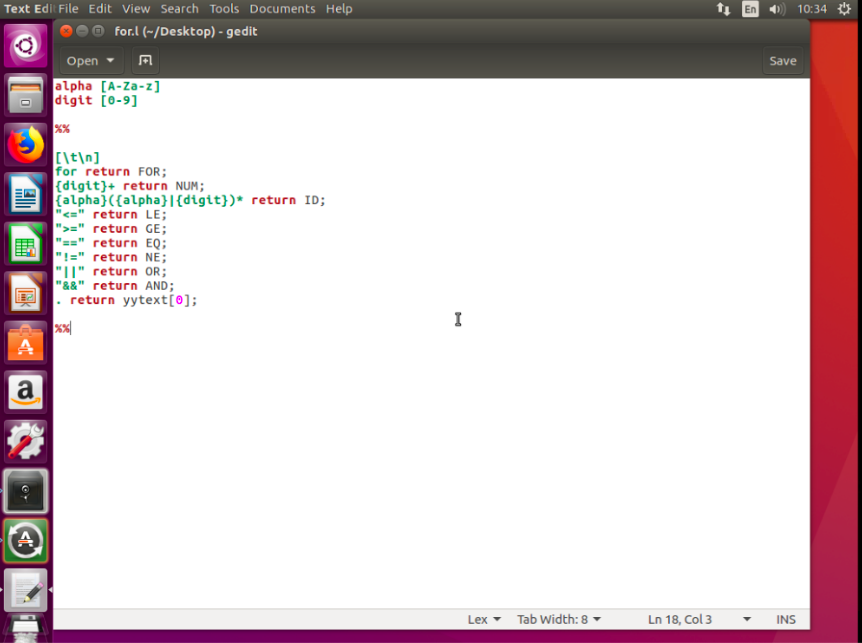 Text Edi File Edit View Search Tools Documents Help En 10:34
for.l (~/Desktop) - gedit
Open Save
alpha [A-Za-z]
digit [0-9]
%%
[\t\n]
for return FOR;
{digit}+ return NUM;
{alpha}({alpha}|{digit})* return ID;
"<=" return LE;
">=" return GE;
"==" return EQ;
"!=" return NE;
"||" return OR;
"&&" return AND;
. return yytext[0];
%%
Lex Tab Width: 8 Ln 18, Col 3 INS